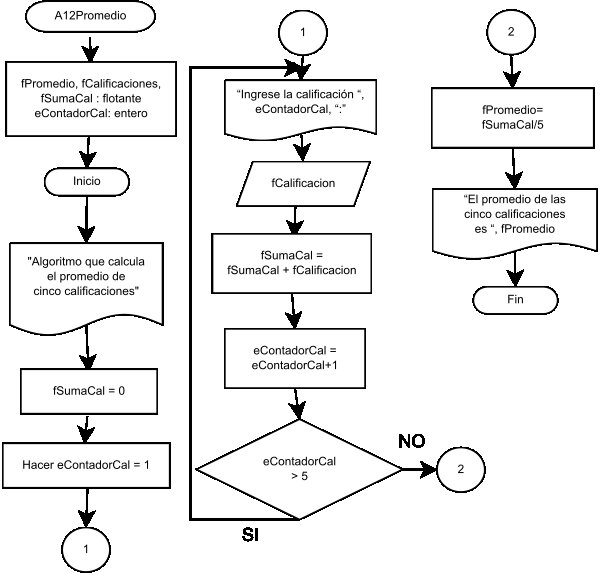 A12Promedio
fPromedio, fCalificaciones,
fSumaCal : flotante
eContadorCal: entero
Inicio
"Algoritmo que calcula
el promedio de
cinco calificaciones"
fSumaCal = 0
Hacer eContadorCal = 1
1
1
“Ingrese la calificación “,
eContadorCal, “:”
fCalificacion
fSumaCal =
fSumaCal + fCalificacion
eContadorCal =
eContadorCal+1
eContadorCal
> 5
NO
2
SI
2
fPromedio=
fSumaCal/5
“El promedio de las
cinco calificaciones
es “, fPromedio
Fin